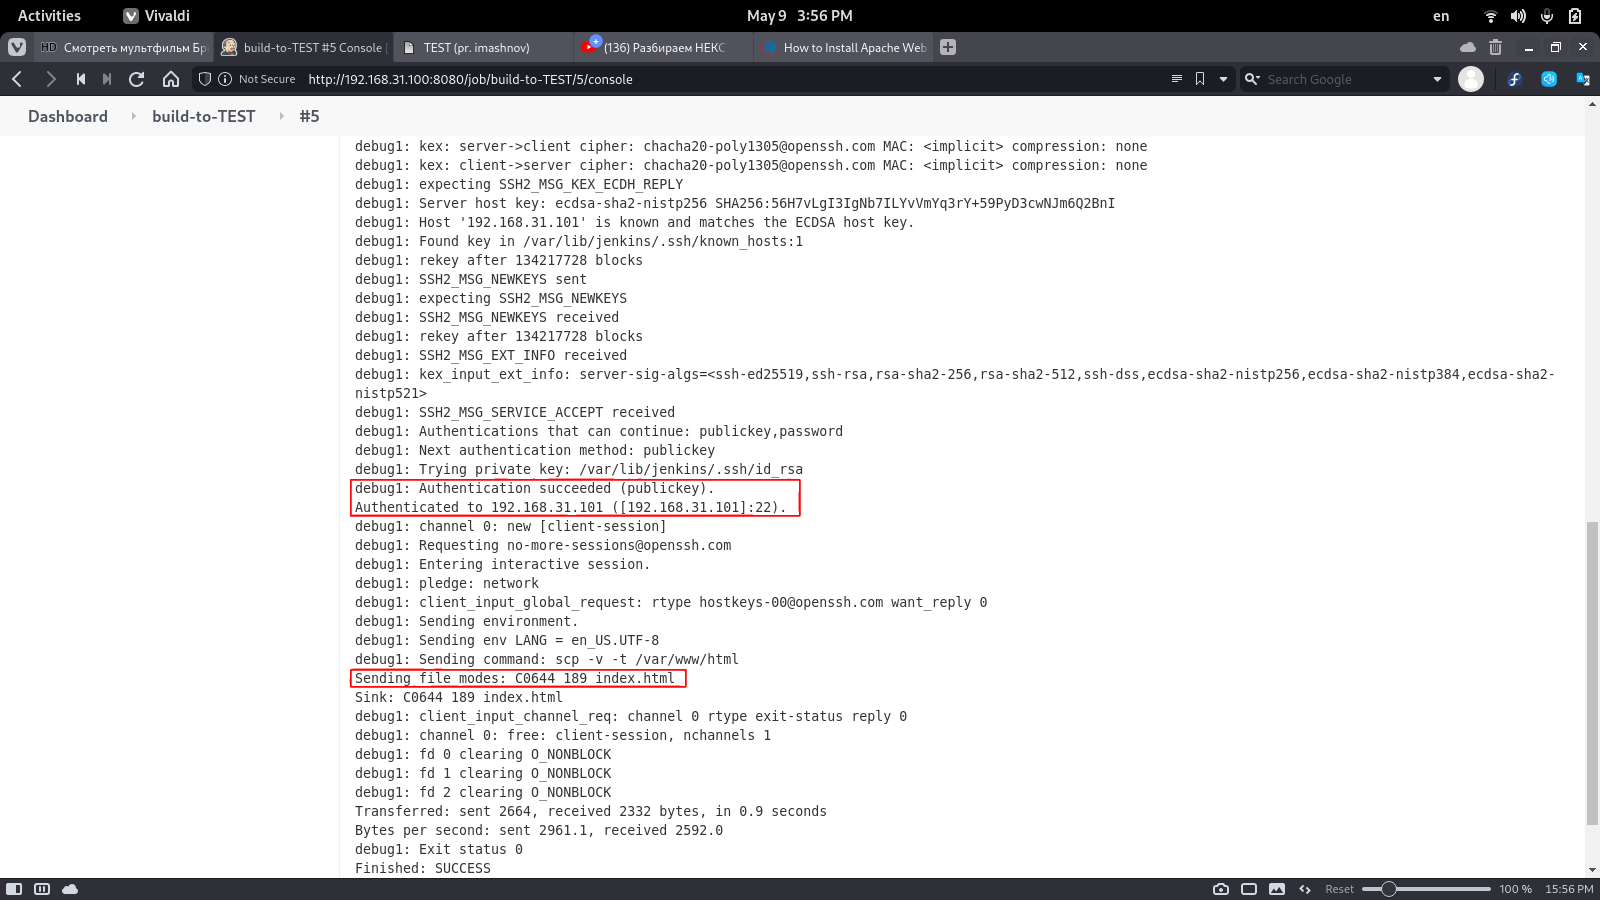 Activities Vivaldi May 9 3:56 PM en
HD Смотреть мультфильм Бр build-to-TEST #5 Console TEST (pr. imashnov) (136) Разбираем НЕКС How to Install Apache Web
Not Secure http://192.168.31.100:8080/job/build-to-TEST/5/console Search Google
Dashboard build-to-TEST #5
debug1: kex: server->client cipher: chacha20-poly1305@openssh.com MAC: <implicit> compression: none
debug1: kex: client->server cipher: chacha20-poly1305@openssh.com MAC: <implicit> compression: none
debug1: expecting SSH2_MSG_KEX_ECDH_REPLY
debug1: Server host key: ecdsa-sha2-nistp256 SHA256:56H7vLgI3IgNb7ILYvVmYq3rY+59PyD3cwNJm6Q2BnI
debug1: Host '192.168.31.101' is known and matches the ECDSA host key.
debug1: Found key in /var/lib/jenkins/.ssh/known_hosts:1
debug1: rekey after 134217728 blocks
debug1: SSH2_MSG_NEWKEYS sent
debug1: expecting SSH2_MSG_NEWKEYS
debug1: SSH2_MSG_NEWKEYS received
debug1: rekey after 134217728 blocks
debug1: SSH2_MSG_EXT_INFO received
debug1: kex_input_ext_info: server-sig-algs=<ssh-ed25519,ssh-rsa,rsa-sha2-256,rsa-sha2-512,ssh-dss,ecdsa-sha2-nistp256,ecdsa-sha2-nistp384,ecdsa-sha2-
nistp521>
debug1: SSH2_MSG_SERVICE_ACCEPT received
debug1: Authentications that can continue: publickey,password
debug1: Next authentication method: publickey
debug1: Trying private key: /var/lib/jenkins/.ssh/id_rsa
debug1: Authentication succeeded (publickey).
Authenticated to 192.168.31.101 ([192.168.31.101]:22).
debug1: channel 0: new [client-session]
debug1: Requesting no-more-sessions@openssh.com
debug1: Entering interactive session.
debug1: pledge: network
debug1: client_input_global_request: rtype hostkeys-00@openssh.com want_reply 0
debug1: Sending environment.
debug1: Sending env LANG = en_US.UTF-8
debug1: Sending command: scp -v -t /var/www/html
Sending file modes: C0644 189 index.html
Sink: C0644 189 index.html
debug1: client_input_channel_req: channel 0 rtype exit-status reply 0
debug1: channel 0: free: client-session, nchannels 1
debug1: fd 0 clearing O_NONBLOCK
debug1: fd 1 clearing O_NONBLOCK
debug1: fd 2 clearing O_NONBLOCK
Transferred: sent 2664, received 2332 bytes, in 0.9 seconds
Bytes per second: sent 2961.1, received 2592.0
debug1: Exit status 0
Finished: SUCCESS
Reset 100 % 15:56 PM